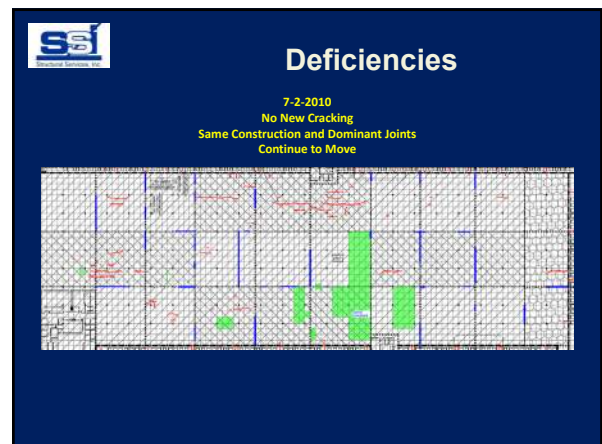 SSi
Structural Services, Inc.
Deficiencies
7-2-2010
No New Cracking
Same Construction and Dominant Joints
Continue to Move